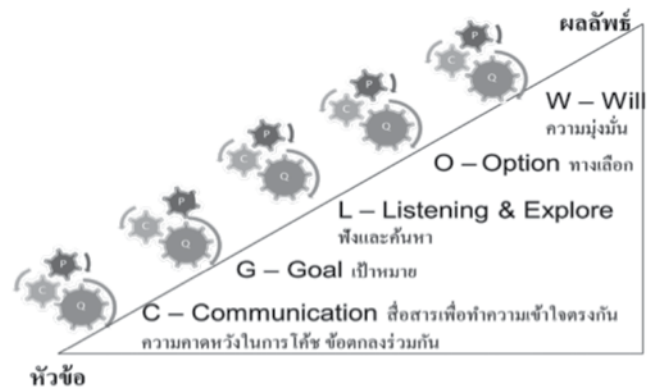 ผลลัพธ์
P
C
Q
W – Will
ความมุ่งมั่น
P
C
Q
O – Option ทางเลือก
P
C
Q
L – Listening & Explore
ฟังและค้นหา
P
C
Q
G – Goal เป้าหมาย
P
C
Q
C – Communication สื่อสารเพื่อทำความเข้าใจตรงกัน
ความคาดหวังในการโค้ช ข้อตกลงร่วมกัน
หัวข้อ